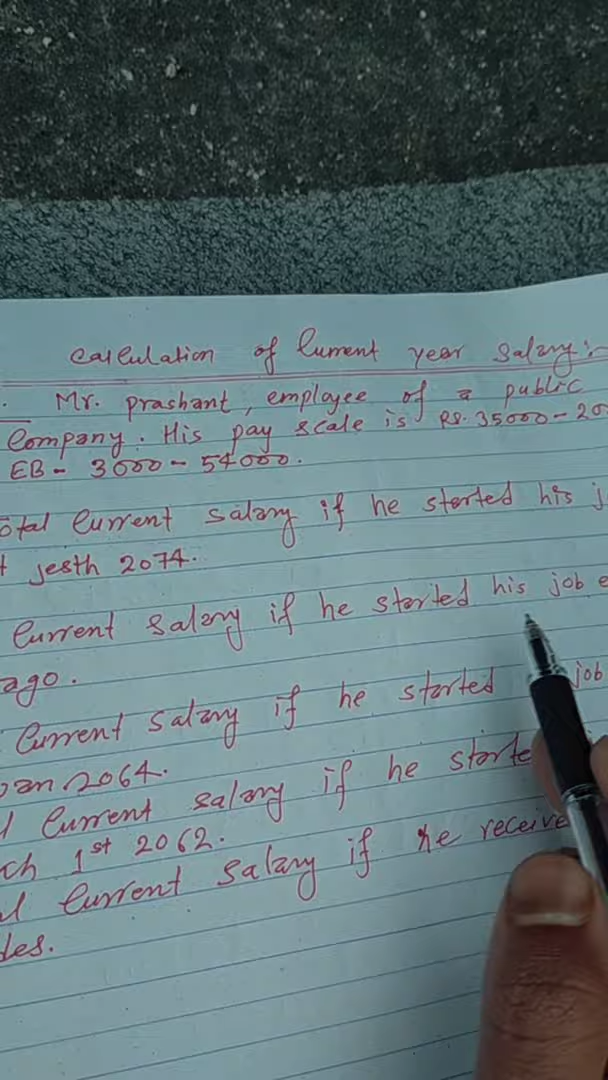 Calculation of Current year Salary:-
Mr. prashant, employee of a public
Company. His pay scale is RS. 35000-200
EB- 3000-54000.
otal Current salary if he started his j
t jesth 2074.
Current salary if he started his job e
ago.
Current salary if he started job
2064.
l Current salary if he starte
ch 1st 2062.
al Current salary if he receive
des.